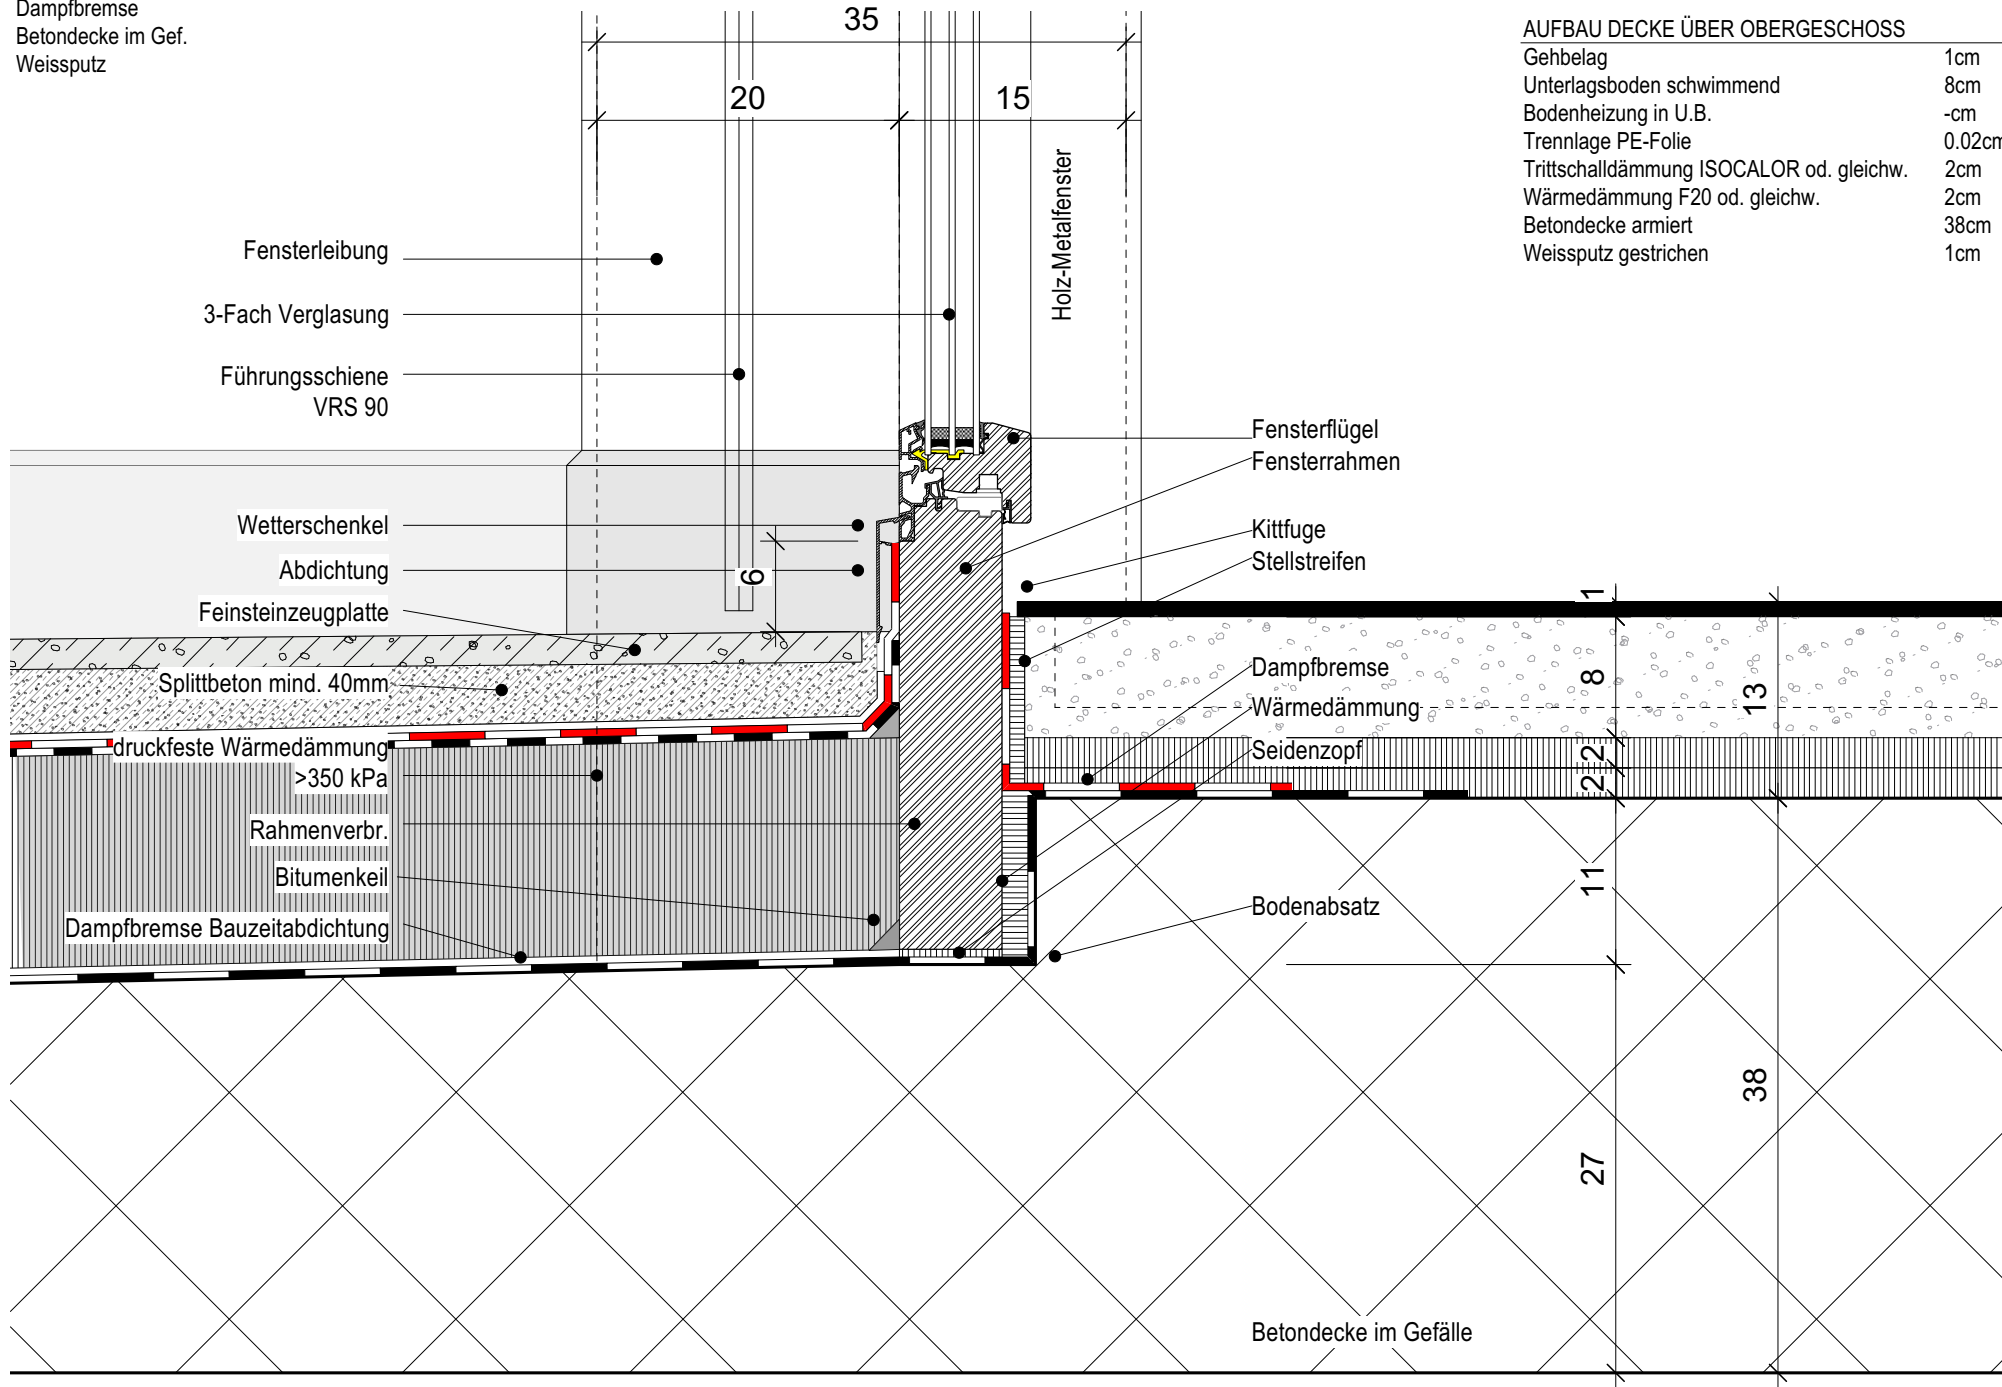 Dampfbremse
Betondecke im Gef.
Weissputz
35
20
15
Holz-Metalfenster
AUFBAU DECKE ÜBER OBERGESCHOSS
Gehbelag 1cm
Unterlagsboden schwimmend 8cm
Bodenheizung in U.B. -cm
Trennlage PE-Folie 0.02cm
Trittschalldämmung ISOCALOR od. gleichw. 2cm
Wärmedämmung F20 od. gleichw. 2cm
Betondecke armiert 38cm
Weissputz gestrichen 1cm
Fensterleibung
3-Fach Verglasung
Führungsschiene
VRS 90
Wetterschenkel
Abdichtung
6
Feinsteinzeugplatte
Splittbeton mind. 40mm
druckfeste Wärmedämmung
>350 kPa
Rahmenverbr.
Bitumenkeil
Dampfbremse Bauzeitabdichtung
Fensterflügel
Fensterrahmen
Kittfuge
Stellstreifen
Dampfbremse
Wärmedämmung
Seidenzopf
Bodenabsatz
1
8
2
2
11
27
13
38
Betondecke im Gefälle